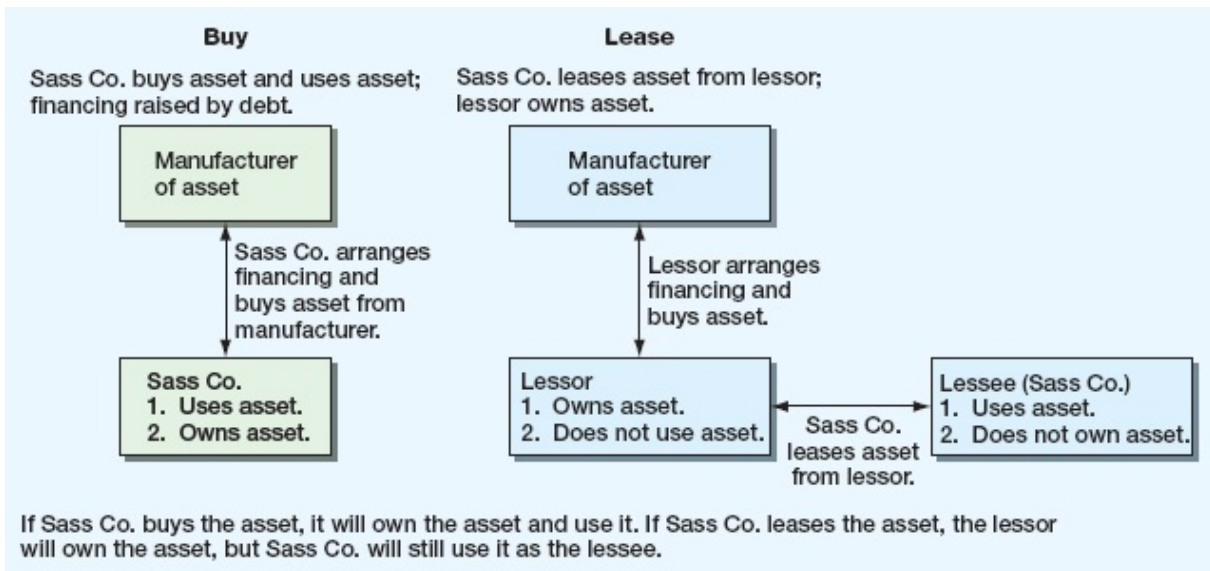 Buy
Sass Co. buys asset and uses asset;
financing raised by debt.
Manufacturer
of asset
Sass Co. arranges
financing and
buys asset from
manufacturer.
Sass Co.
1. Uses asset.
2. Owns asset.
Lease
Sass Co. leases asset from lessor;
lessor owns asset.
Manufacturer
of asset
Lessor arranges
financing and
buys asset.
Lessor
1. Owns asset.
2. Does not use asset.
Sass Co.
leases asset
from lessor.
Lessee (Sass Co.)
1. Uses asset.
2. Does not own asset.
If Sass Co. buys the asset, it will own the asset and use it. If Sass Co. leases the asset, the lessor
will own the asset, but Sass Co. will still use it as the lessee.